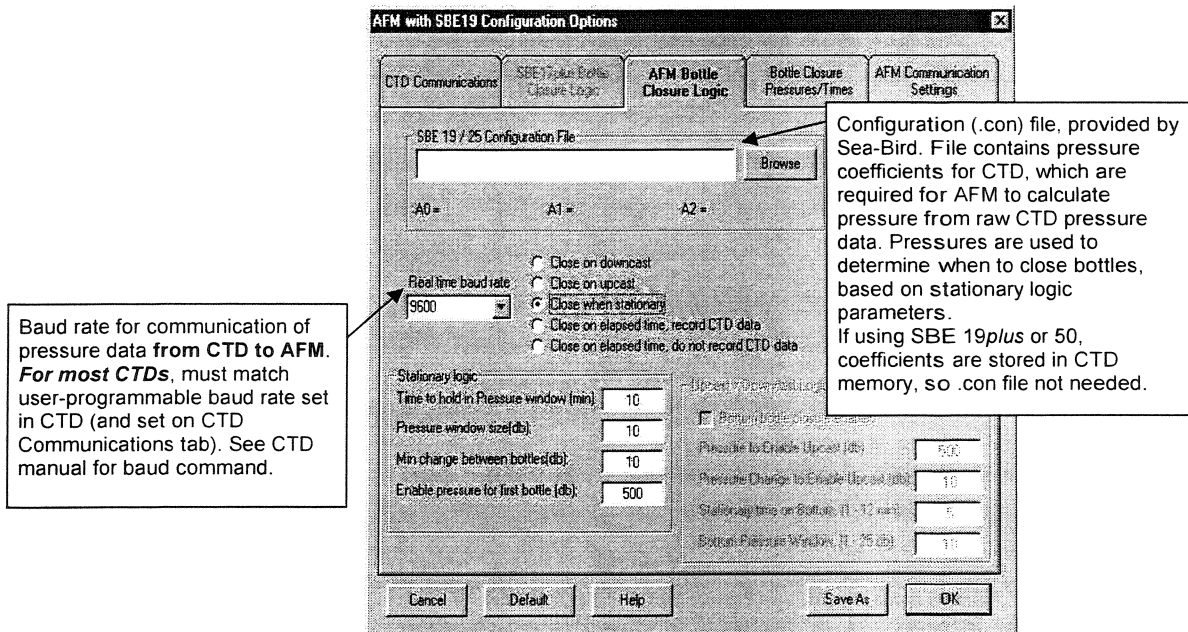 AFM with SBE19 Configuration Options
CTD Communications
SBE17plus Bottle
Closure Logic
AFM Bottle
Closure Logic
Bottle Closure
Pressures/Times
AFM Communication
Settings
SBE 19 / 25 Configuration File
Browse
A0 =
A1 =
A2 =
Configuration (.con) file, provided by
Sea-Bird. File contains pressure
coefficients for CTD, which are
required for AFM to calculate
pressure from raw CTD pressure
data. Pressures are used to
determine when to close bottles,
based on stationary logic
parameters.
If using SBE 19plus or 50,
coefficients are stored in CTD
memory, so .con file not needed.
Baud rate for communication of
pressure data from CTD to AFM.
For most CTDs, must match
user-programmable baud rate set
in CTD (and set on CTD
Communications tab). See CTD
manual for baud command.
Real time baud rate
9600
Close on downcast
Close on upcast
Close when stationary
Close on elapsed time, record CTD data
Close on elapsed time, do not record CTD data
Stationary logic
Time to hold in Pressure window (min): 10
Pressure window size(db): 10
Min change between bottles(db): 10
Enable pressure for first bottle (db): 500
Upcast / Downcast Logic
Bottom bottle closure enabled
Pressure to Enable Upcast (db) 500
Pressure Change to Enable Upcast (db) 10
Stationary time on Bottom, (1 - 12 min) 5
Bottom Pressure Window, (1 - 25 db) 10
Cancel
Default
Help
Save As
OK